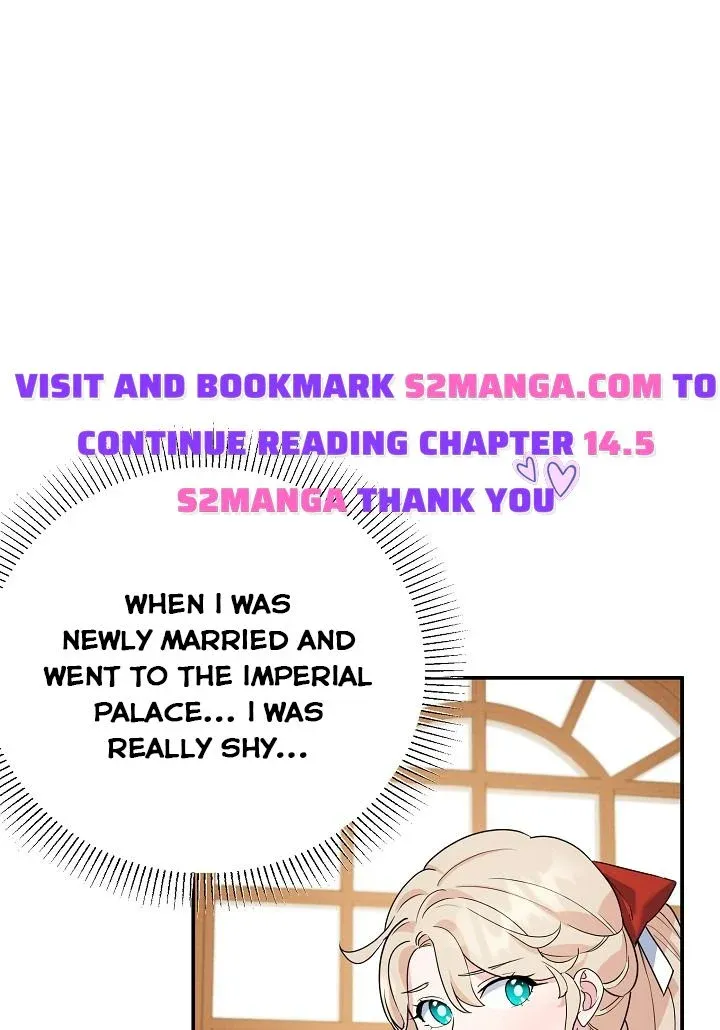 VISIT AND BOOKMARK S2MANGA.COM TO
CONTINUE READING CHAPTER 14.5
S2MANGA THANK YOU
WHEN I WAS
NEWLY MARRIED AND
WENT TO THE IMPERIAL
PALACE... I WAS
REALLY SHY...